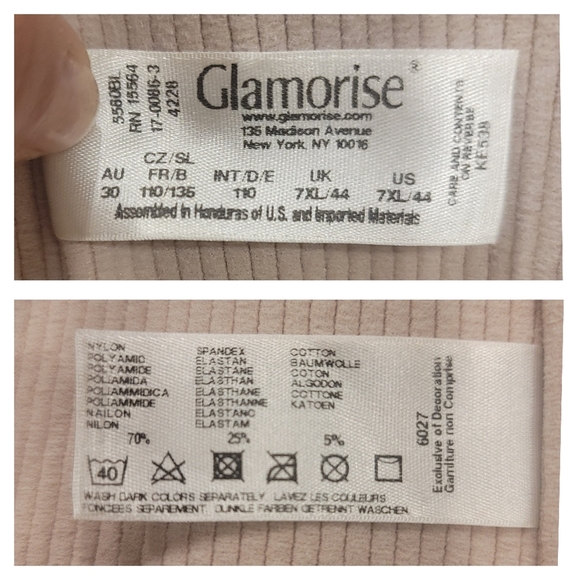 5580BL
RN 15564
17-0086-3
4228
Glamorise®
www.glamorise.com
135 Madison Avenue
New York, NY 10016
CZ/SL
AU FR/B INT/D/E UK US
30 110/135 110 7XL/44 7XL/44
Assembled in Honduras of U.S. and Imported Materials
CARE AND CONTENTS
ON REVERSE
KE538
NYLON SPANDEX COTTON
POLYAMID ELASTAN BAUMWOLLE
POLYAMIDE ELASTANE COTON
POLIAMIDA ELASTHAN ALGODON
POLIAMMIDICA ELASTHANE COTTONE
POLIAMMIDE ELASTHANNE KATOEN
NAILON ELASTANO
NILON ELASTAM
70% 25% 5%
40
WASH DARK COLORS SEPARATELY LAVEZ LES COULEURS
FONCEES SEPAREMENT. DUNKLE FARBEN GETRENNT WASCHEN.
6027
Exclusive of Decoration
Garniture non Comprise